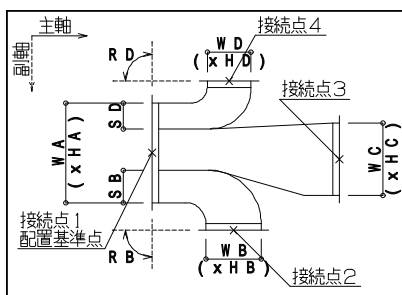 主軸
副軸
RD
WD
(xHD)
接続点4
接続点3
SD
WA
(xHA)
SB
WC
(xHC)
接続点1
配置基準点
RB
WB
(xHB)
接続点2